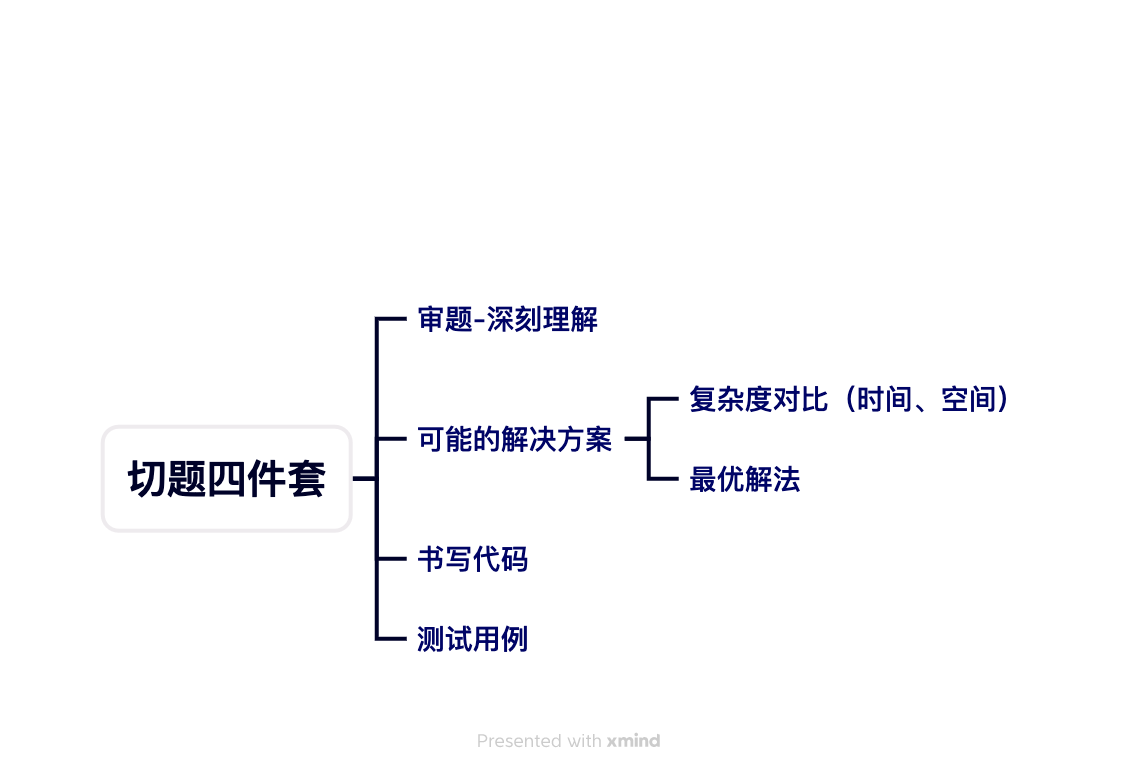 审题-深刻理解
复杂度对比（时间、空间）
可能的解决方案
切题四件套
最优解法
书写代码
测试用例
Presented with xmind